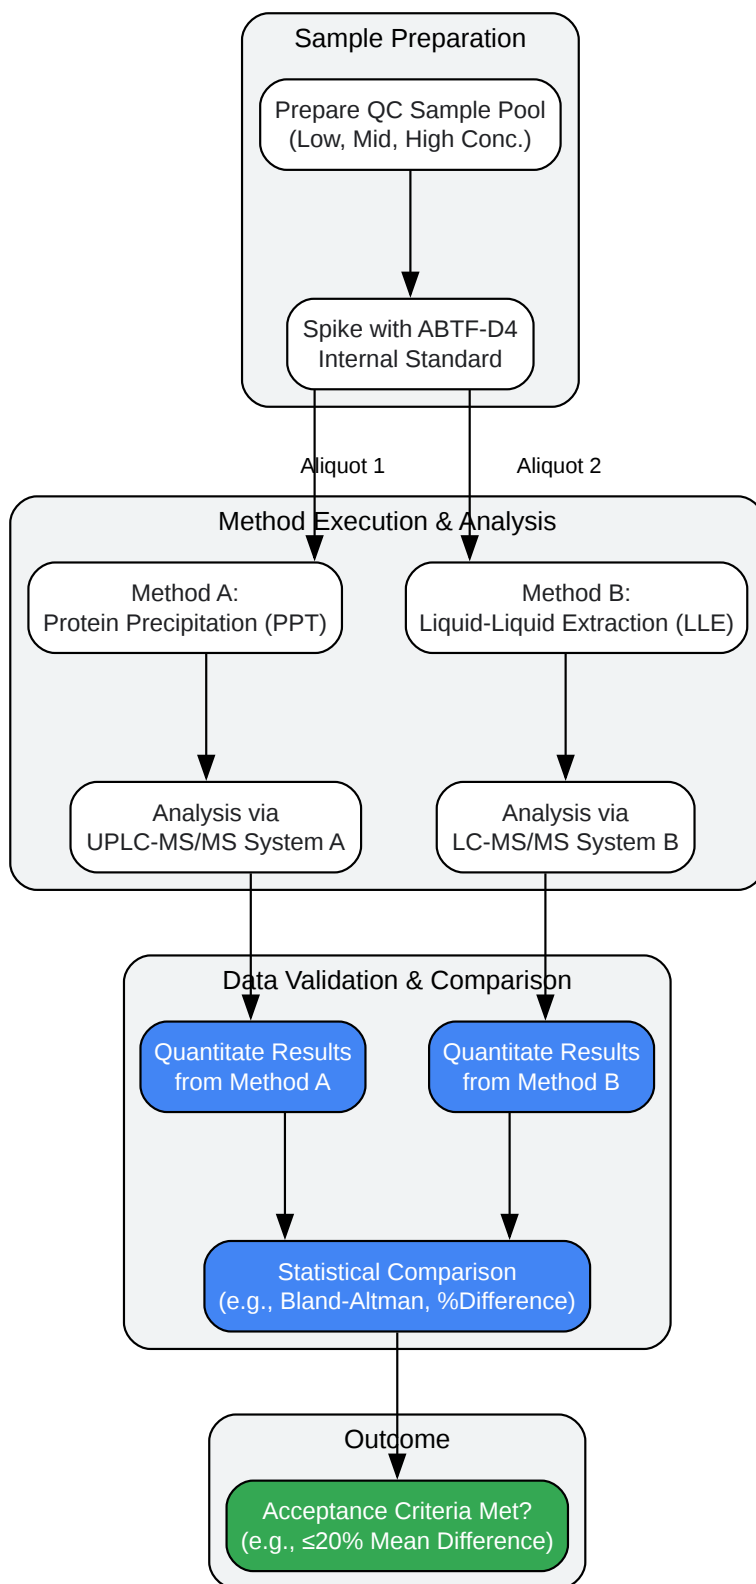 Sample Preparation
Prepare QC Sample Pool
(Low, Mid, High Conc.)
Spike with ABTF-D4
Internal Standard
Aliquot 1
Aliquot 2
Method Execution & Analysis
Method A:
Protein Precipitation (PPT)
Method B:
Liquid-Liquid Extraction (LLE)
Analysis via
UPLC-MS/MS System A
Analysis via
LC-MS/MS System B
Data Validation & Comparison
Quantitate Results
from Method A
Quantitate Results
from Method B
Statistical Comparison
(e.g., Bland-Altman, %Difference)
Outcome
Acceptance Criteria Met?
(e.g., ≤20% Mean Difference)